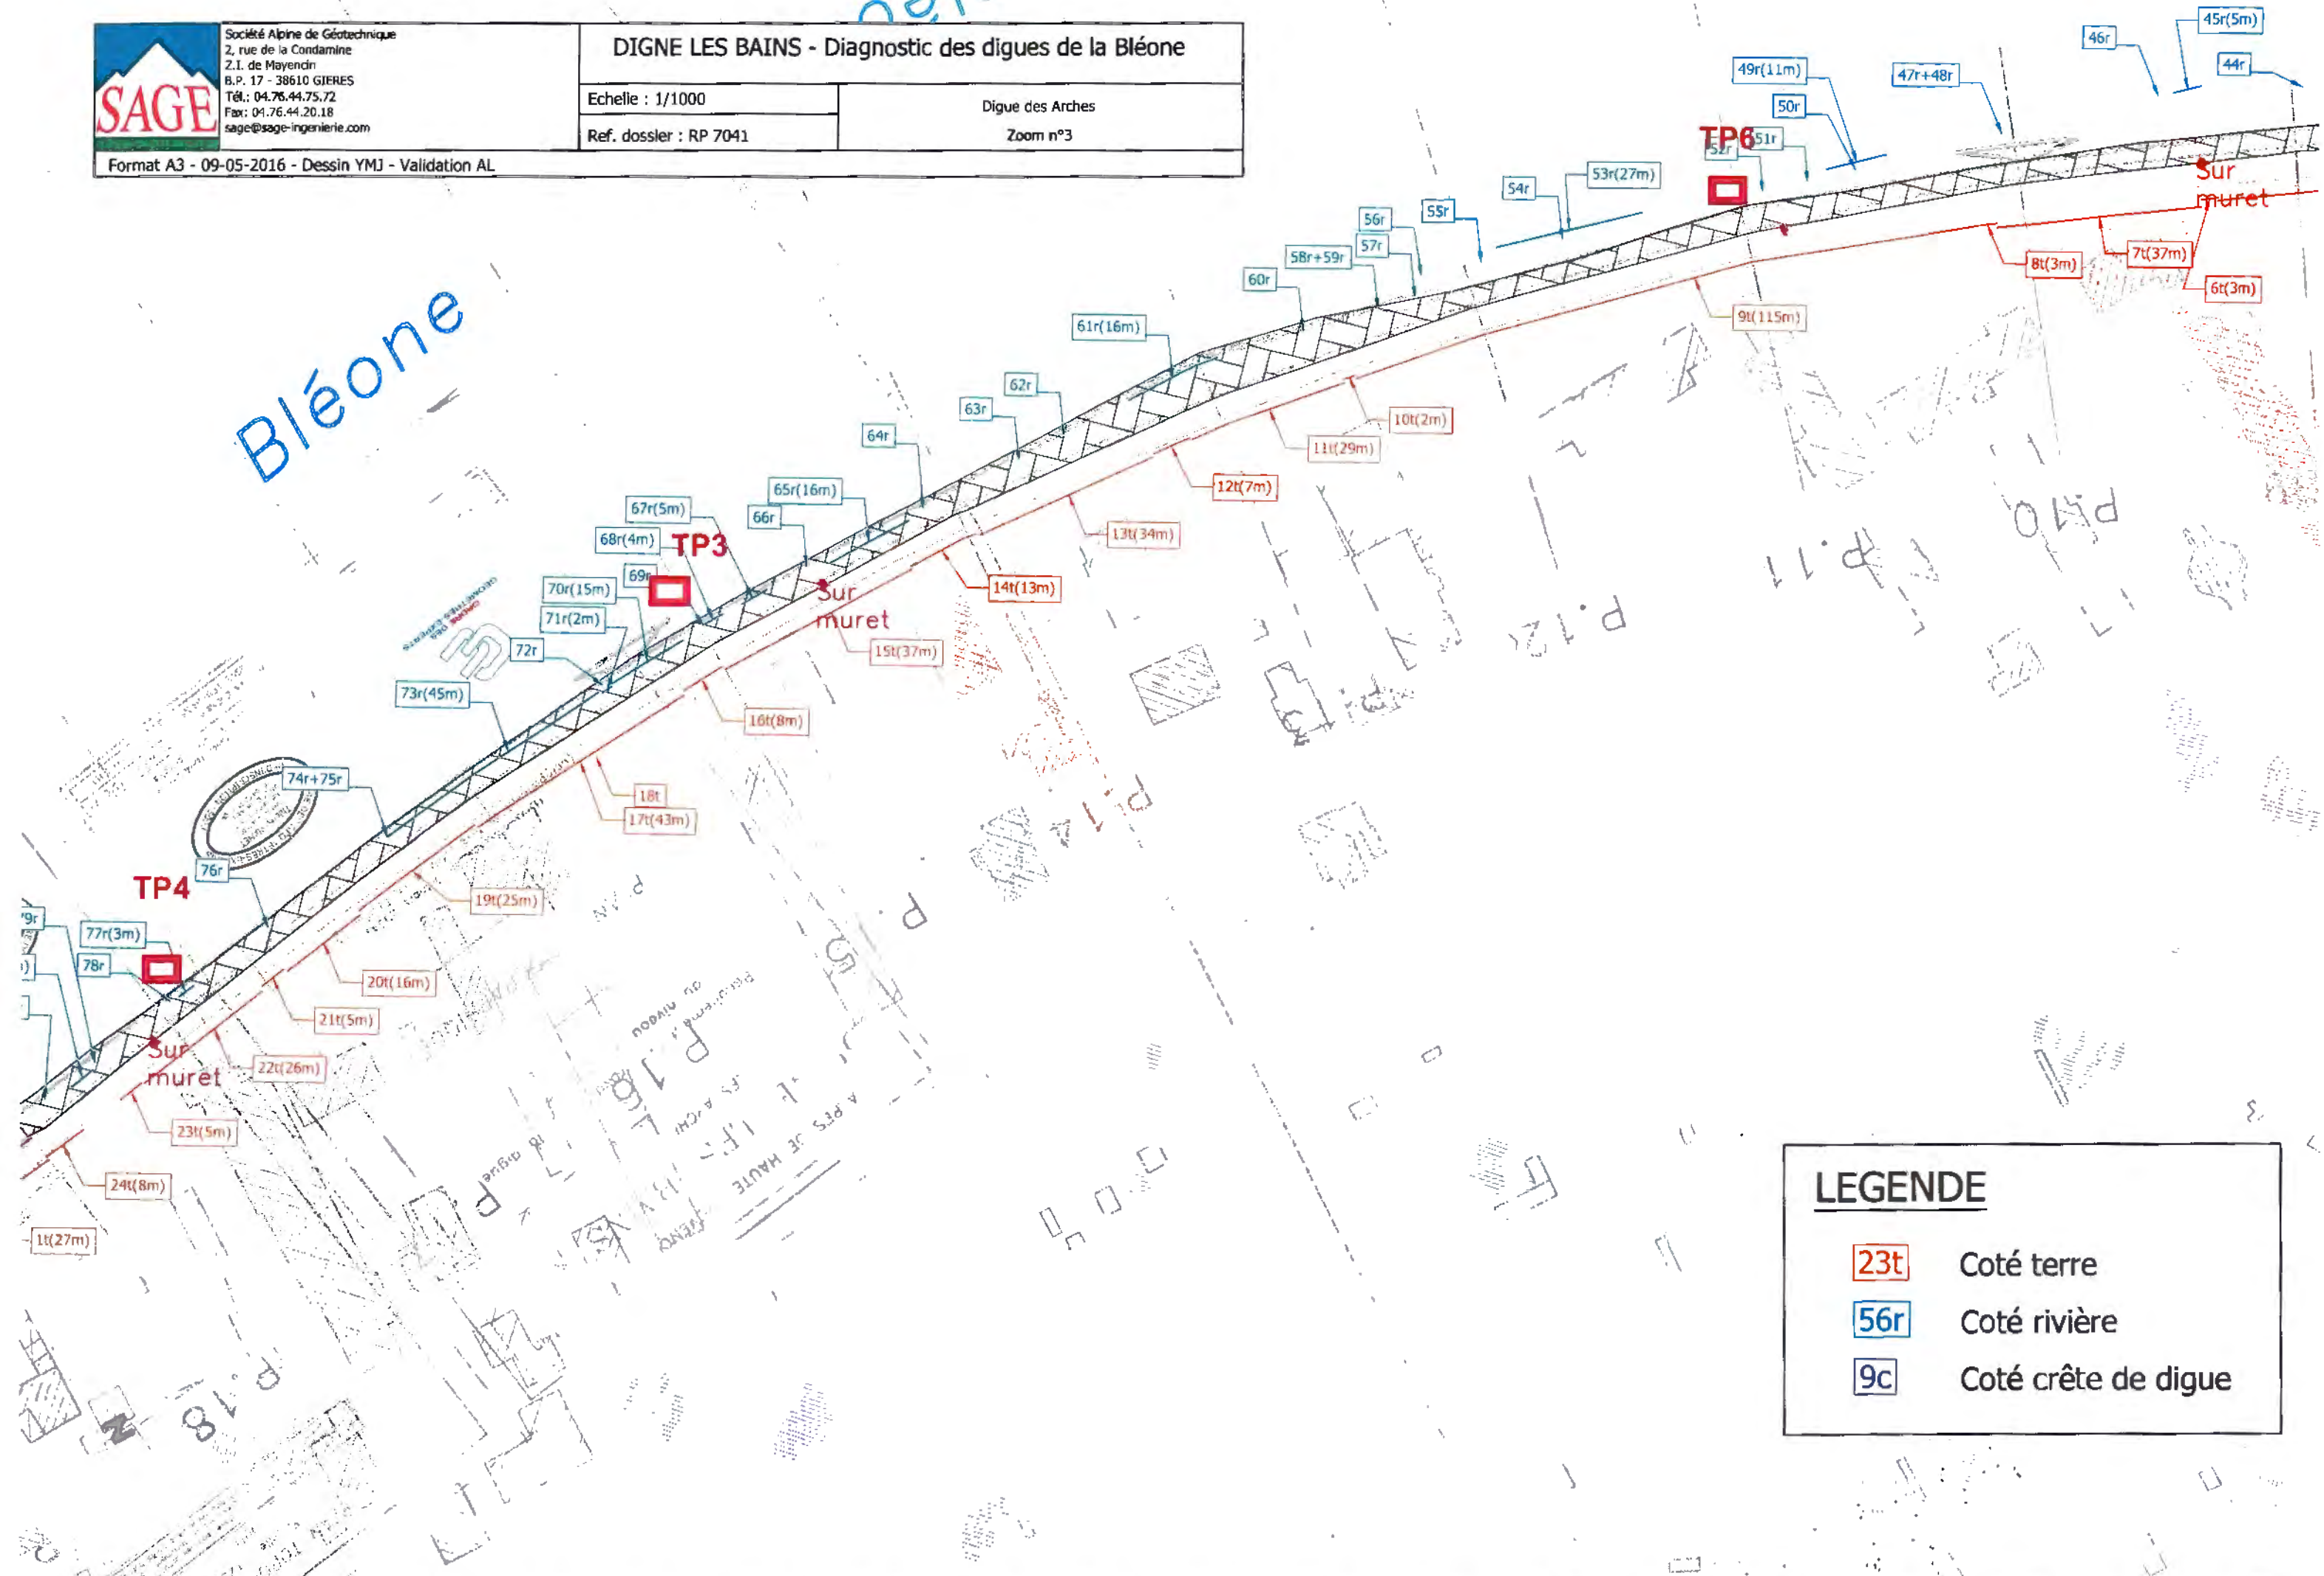 SAGE
Société Alpine de Géotechnique
2, rue de la Condamine
Z.I. de Mayencin
B.P. 17 - 38610 GIERES
Tél.: 04.76.44.75.72
Fax: 04.76.44.20.18
sage@sage-ingenierie.com
DIGNE LES BAINS - Diagnostic des digues de la Bléone
Echelle : 1/1000
Ref. dossier : RP 7041
Digue des Arches
Zoom n°3
Format A3 - 09-05-2016 - Dessin YMJ - Validation AL
45r(5m)
46r
44r
49r(11m)
47r+48r
50r
TP6
51r
52r
53r(27m)
54r
55r
56r
57r
58r+59r
60r
61r(16m)
62r
63r
64r
65r(16m)
66r
67r(5m)
68r(4m)
TP3
69r
70r(15m)
71r(2m)
72r
73r(45m)
74r+75r
76r
TP4
77r(3m)
78r
Bléone
Sur
muret
7t(37m)
8t(3m)
6t(3m)
9t(115m)
10t(2m)
11t(29m)
12t(7m)
13t(34m)
14t(13m)
Sur
muret
15t(37m)
16t(8m)
18t
17t(43m)
19t(25m)
20t(16m)
21t(5m)
Sur
muret
22t(26m)
23t(5m)
24t(8m)
1t(27m)
P.10
P.11
P.12
P.14
P.16
P.18
LEGENDE
23t Coté terre
56r Coté rivière
9c Coté crête de digue